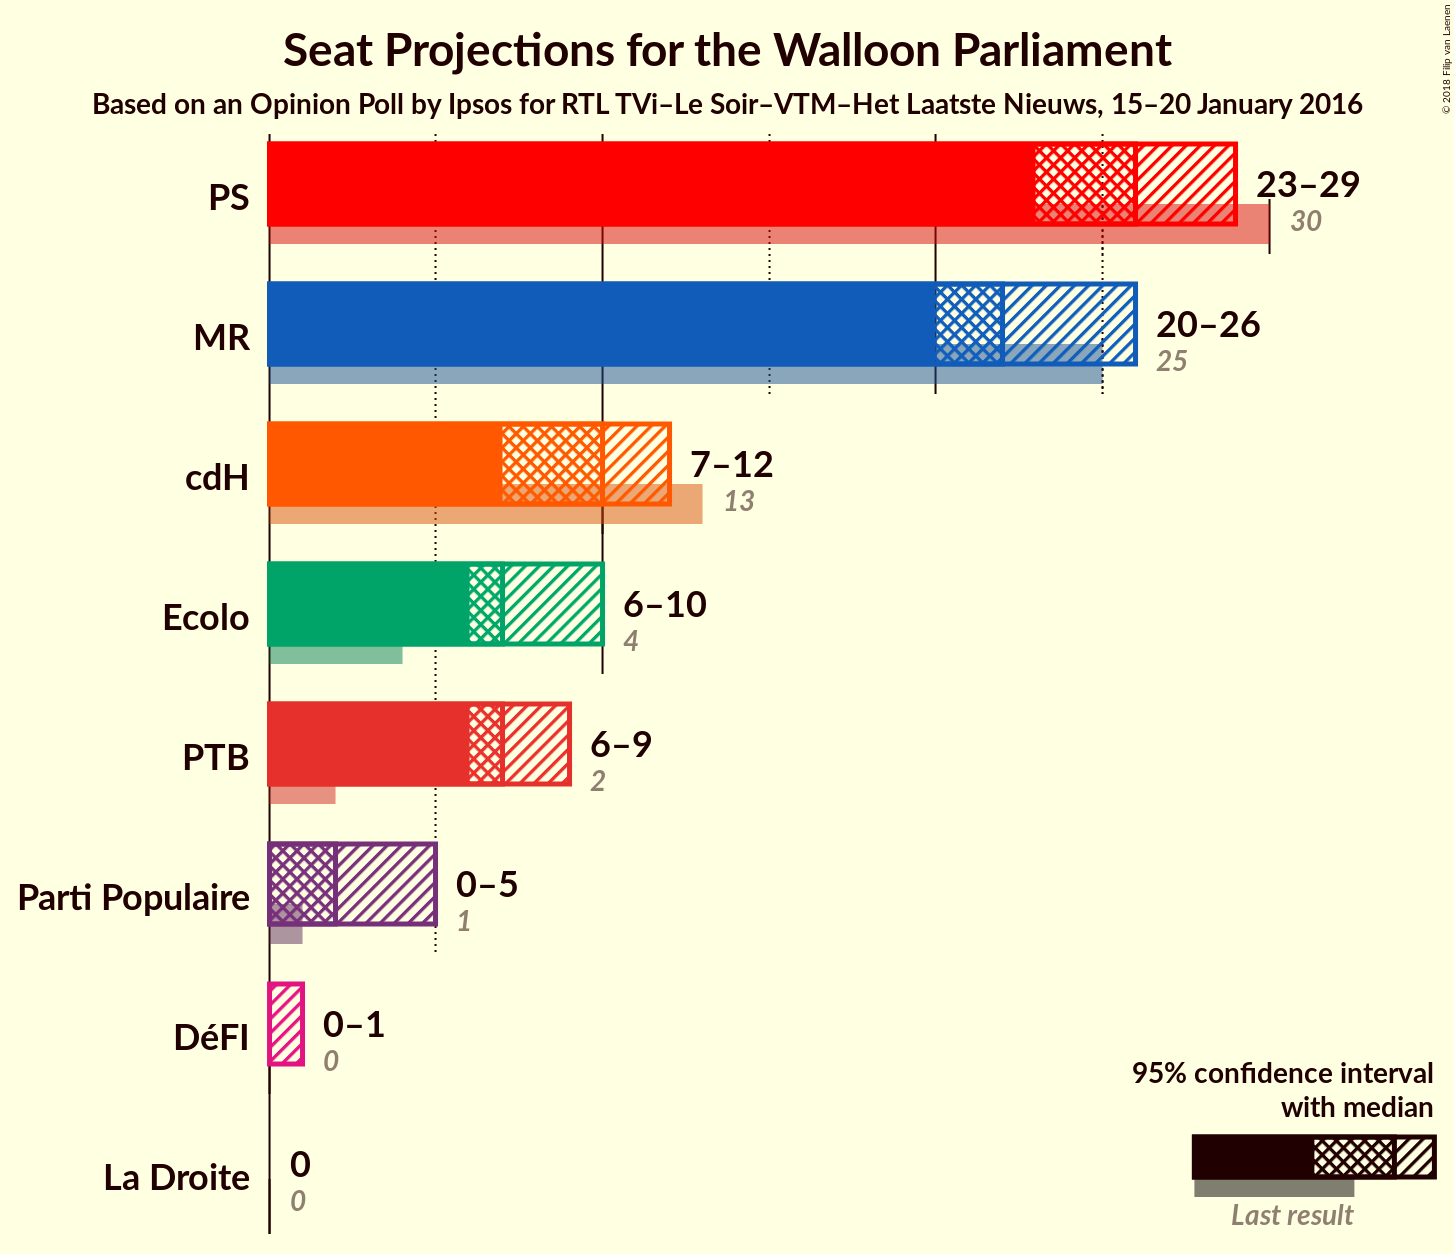 Seat Projections for the Walloon Parliament
Based on an Opinion Poll by Ipsos for RTL TVi–Le Soir–VTM–Het Laatste Nieuws, 15–20 January 2016
© 2018 Filip van Laenen
PS
23–29
30
MR
20–26
25
cdH
7–12
13
Ecolo
6–10
4
PTB
6–9
2
Parti Populaire
0–5
1
DéFI
0–1
0
La Droite
0
0
95% confidence interval
with median
Last result